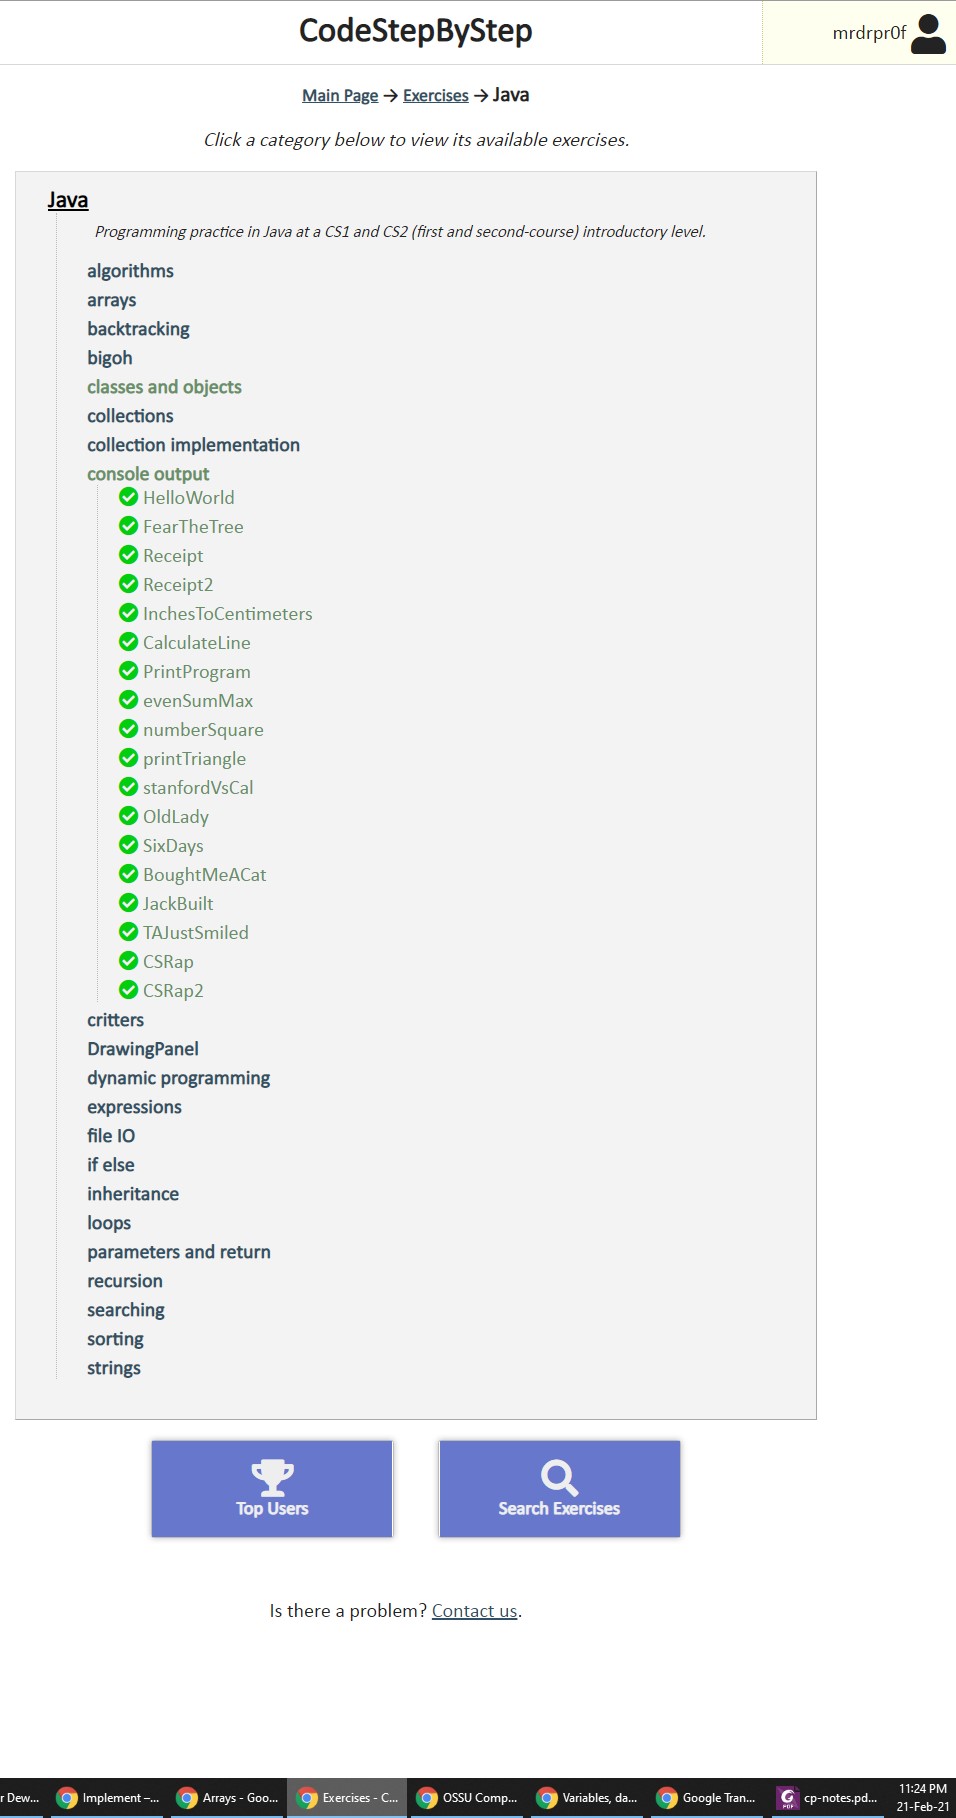 CodeStepByStep
mrdrpr0f
Main Page → Exercises → Java
Click a category below to view its available exercises.
Java
Programming practice in Java at a CS1 and CS2 (first and second-course) introductory level.
algorithms
arrays
backtracking
bigoh
classes and objects
collections
collection implementation
console output
HelloWorld
FearTheTree
Receipt
Receipt2
InchesToCentimeters
CalculateLine
PrintProgram
evenSumMax
numberSquare
printTriangle
stanfordVsCal
OldLady
SixDays
BoughtMeACat
JackBuilt
TAJustSmiled
CSRap
CSRap2
critters
DrawingPanel
dynamic programming
expressions
file IO
if else
inheritance
loops
parameters and return
recursion
searching
sorting
strings
Top Users
Search Exercises
Is there a problem? Contact us.
r Dew... Implement –... Arrays - Goo... Exercises - C... OSSU Comp... Variables, da... Google Tran... cp-notes.pd...
11:24 PM
21-Feb-21